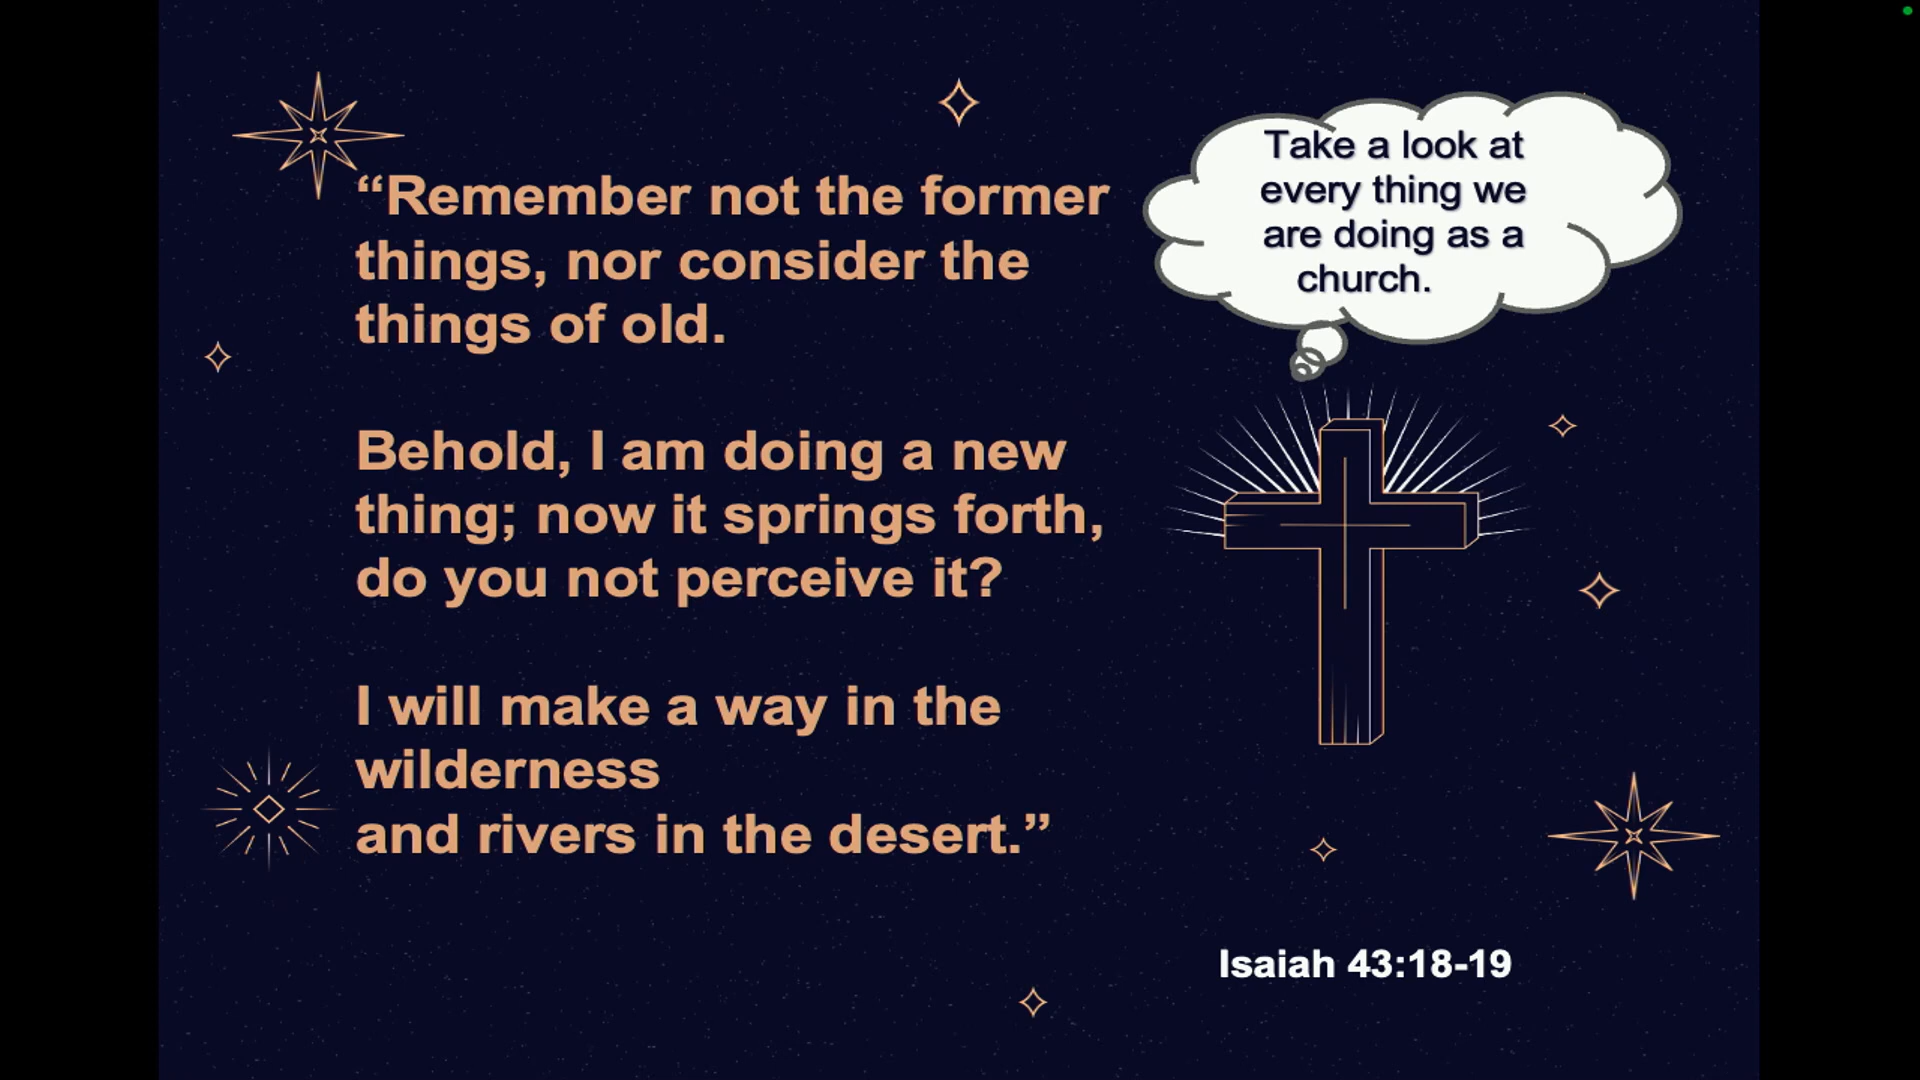 “Remember not the former
things, nor consider the
things of old.
Behold, I am doing a new
thing; now it springs forth,
do you not perceive it?
I will make a way in the
wilderness
and rivers in the desert.”
Take a look at
every thing we
are doing as a
church.
Isaiah 43:18-19